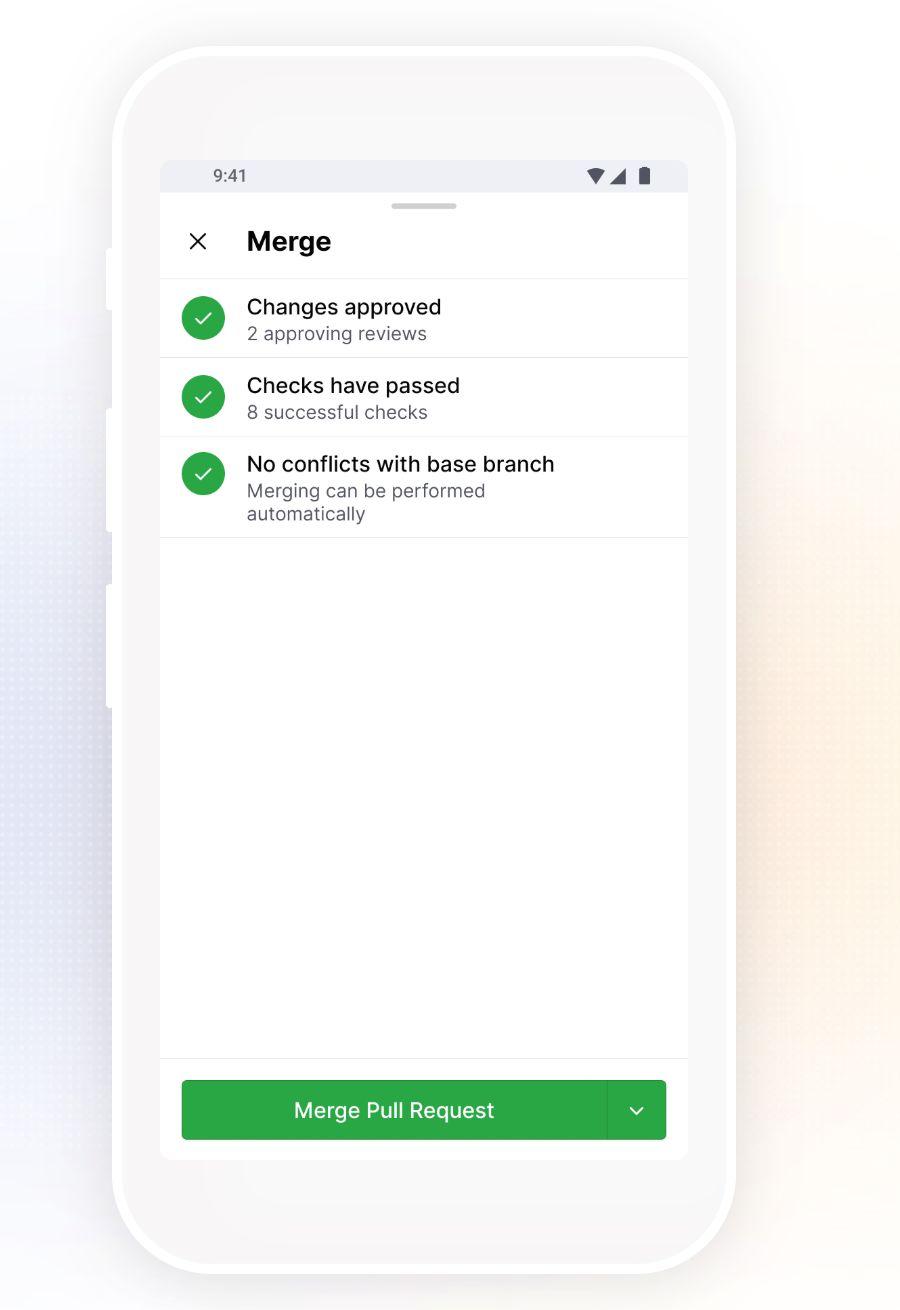 9:41
Merge
Changes approved
2 approving reviews
Checks have passed
8 successful checks
No conflicts with base branch
Merging can be performed
automatically
Merge Pull Request